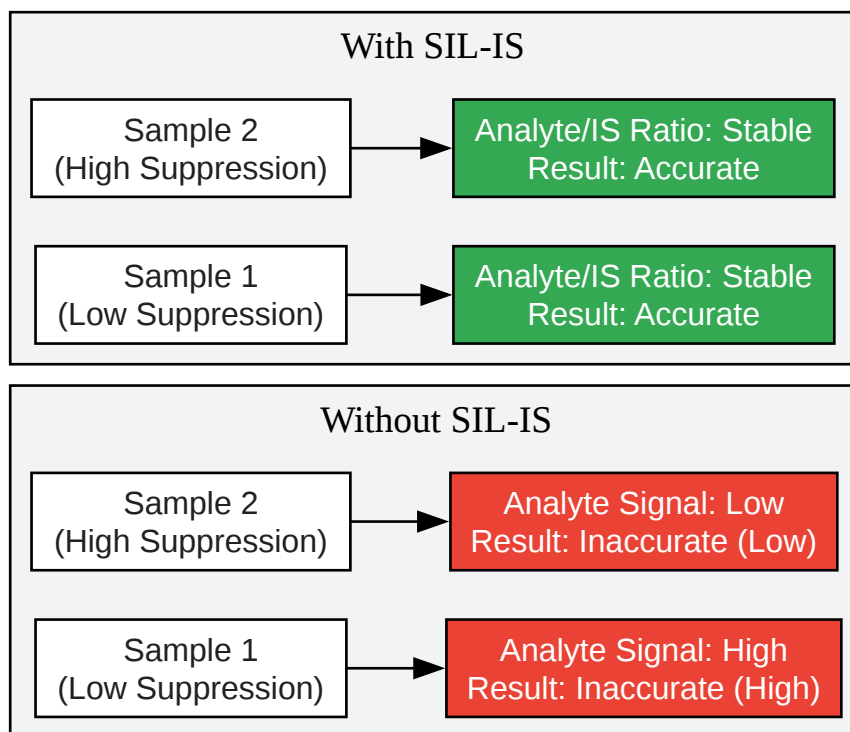 With SIL-IS
Sample 2
(High Suppression)
Analyte/IS Ratio: Stable
Result: Accurate
Sample 1
(Low Suppression)
Analyte/IS Ratio: Stable
Result: Accurate
Without SIL-IS
Sample 2
(High Suppression)
Analyte Signal: Low
Result: Inaccurate (Low)
Sample 1
(Low Suppression)
Analyte Signal: High
Result: Inaccurate (High)